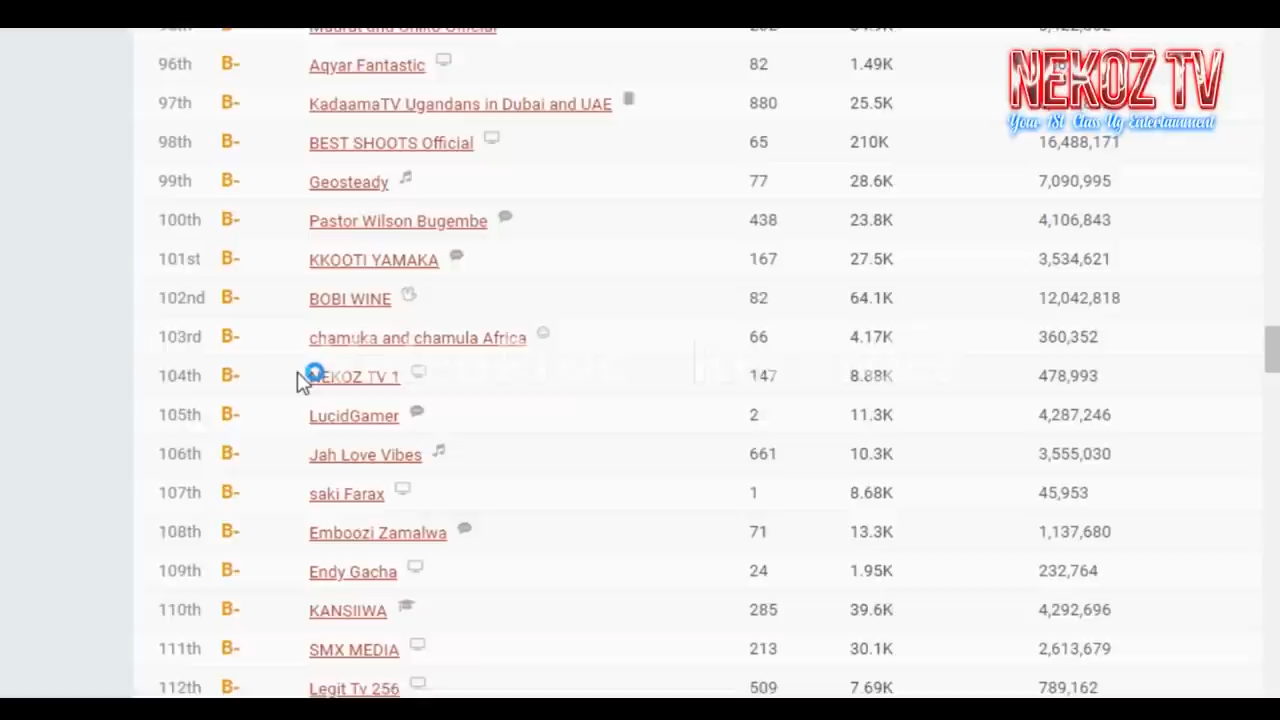 96th B- Aqyar Fantastic 82 1.49K
97th B- KadaamaTV Ugandans in Dubai and UAE 880 25.5K
98th B- BEST SHOOTS Official 65 210K 16,488,171
99th B- Geosteady 77 28.6K 7,090,995
100th B- Pastor Wilson Bugembe 438 23.8K 4,106,843
101st B- KKOOTI YAMAKA 167 27.5K 3,534,621
102nd B- BOBI WINE 82 64.1K 12,042,818
103rd B- chamuka and chamula Africa 66 4.17K 360,352
104th B- NEKOZ TV 1 147 8.88K 478,993
105th B- LucidGamer 2 11.3K 4,287,246
106th B- Jah Love Vibes 661 10.3K 3,555,030
107th B- saki Farax 1 8.68K 45,953
108th B- Emboozi Zamalwa 71 13.3K 1,137,680
109th B- Endy Gacha 24 1.95K 232,764
110th B- KANSIIWA 285 39.6K 4,292,696
111th B- SMX MEDIA 213 30.1K 2,613,679
112th B- Legit Tv 256 509 7.69K 789,162
NEKOZ TV
Your 1st Class Ug Entertainment